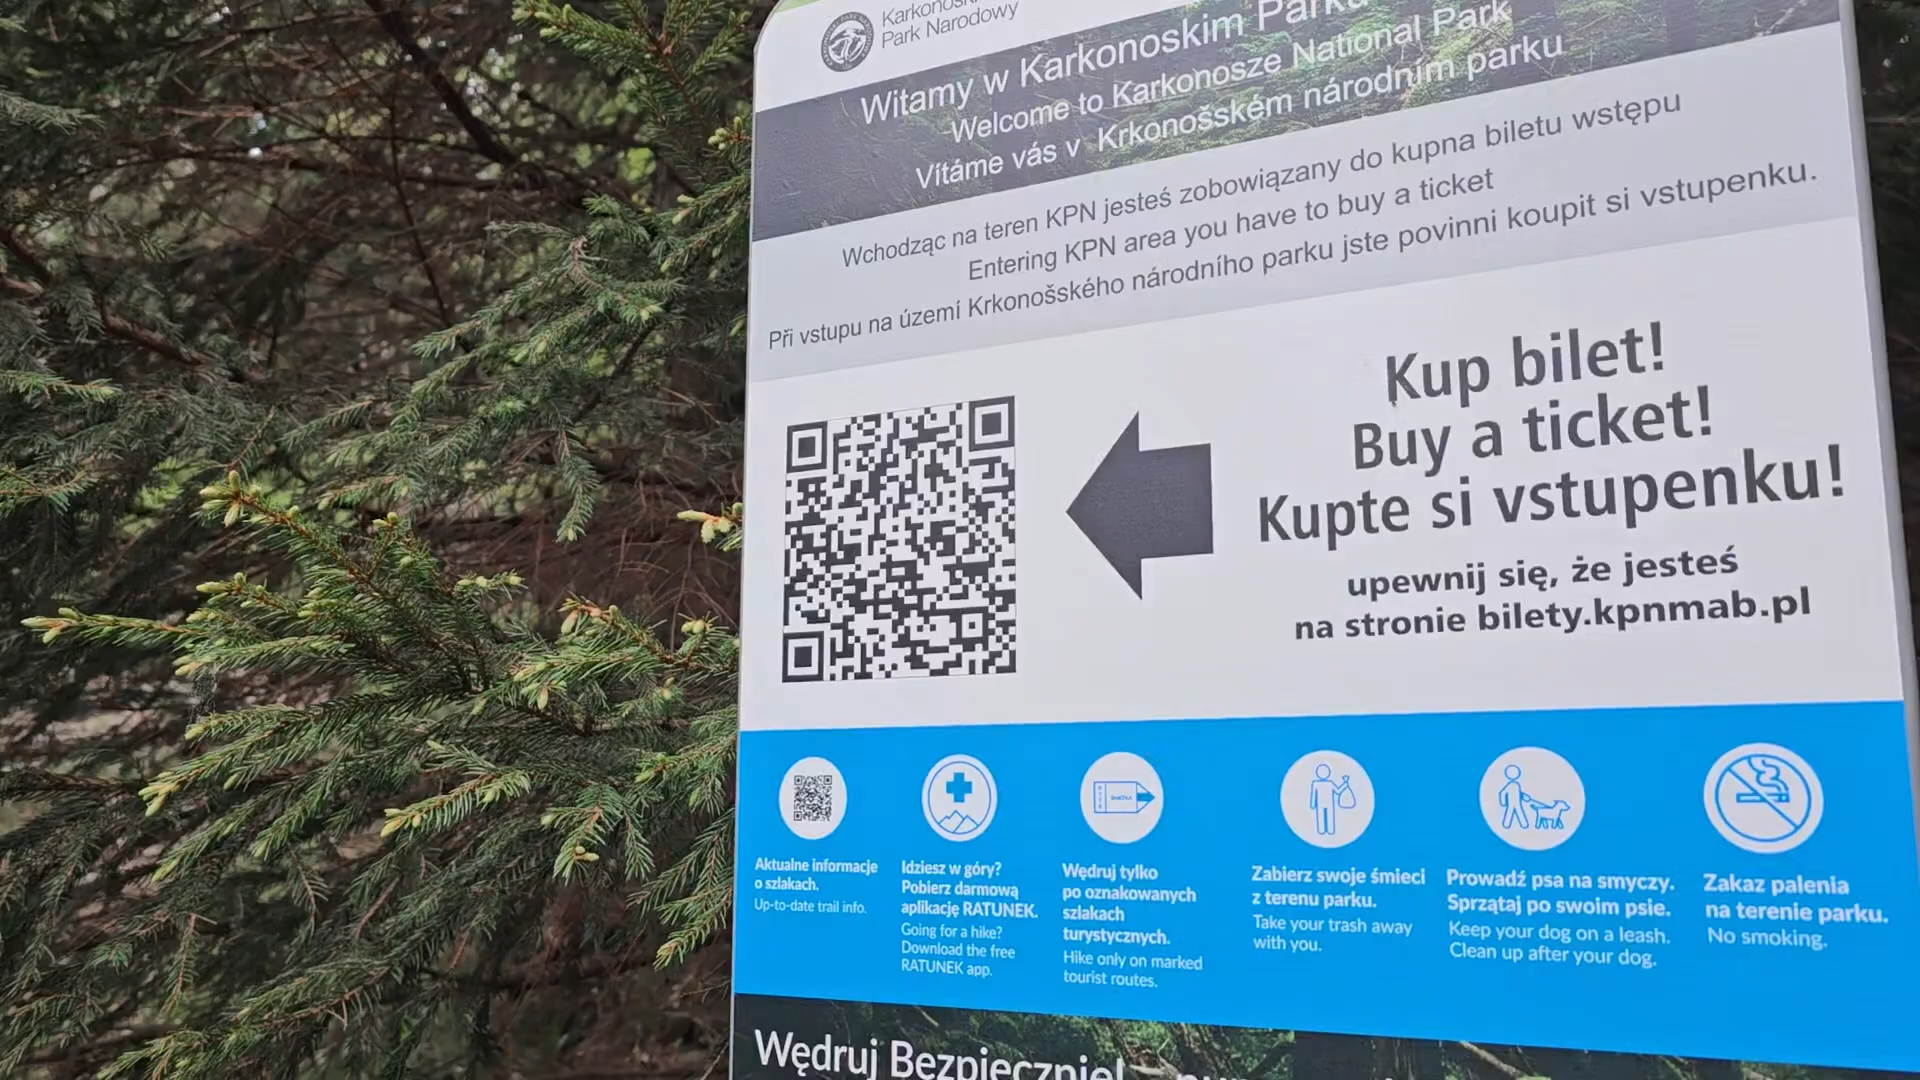 Park Narodowy
Witamy w Karkonoskim
Welcome to Karkonosze National Park
Vítáme vás v Krkonošském národním parku
Wchodząc na teren KPN jesteś zobowiązany do kupna biletu wstępu
Entering KPN area you have to buy a ticket
Při vstupu na území Krkonošského národního parku jste povinni koupit si vstupenku.
Kup bilet!
Buy a ticket!
Kupte si vstupenku!
upewnij się, że jesteś
na stronie bilety.kpnmab.pl
Aktualne informacje
o szlakach.
Up-to-date trail info.
Idziesz w góry?
Pobierz darmową
aplikację RATUNEK.
Going for a hike?
Download the free
RATUNEK app.
Wędruj tylko
po oznakowanych
szlakach
turystycznych.
Hike only on marked
tourist routes.
Zabierz swoje śmieci
z terenu parku.
Take your trash away
with you.
Prowadź psa na smyczy.
Sprzątaj po swoim psie.
Keep your dog on a leash.
Clean up after your dog.
Zakaz palenia
na terenie parku.
No smoking.
Wędruj Bezpiecznie!